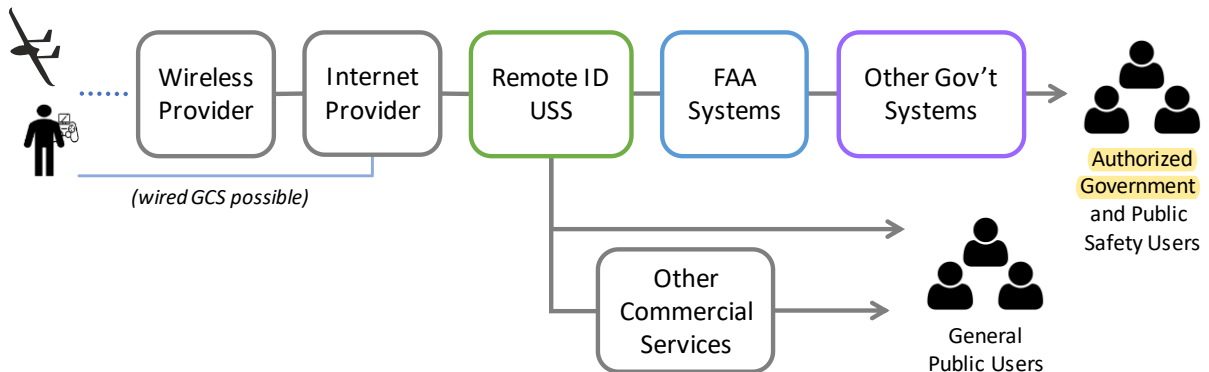 Wireless
Provider
Internet
Provider
Remote ID
USS
FAA
Systems
Other Gov't
Systems
(wired GCS possible)
Authorized
Government
and Public
Safety Users
Other
Commercial
Services
General
Public Users